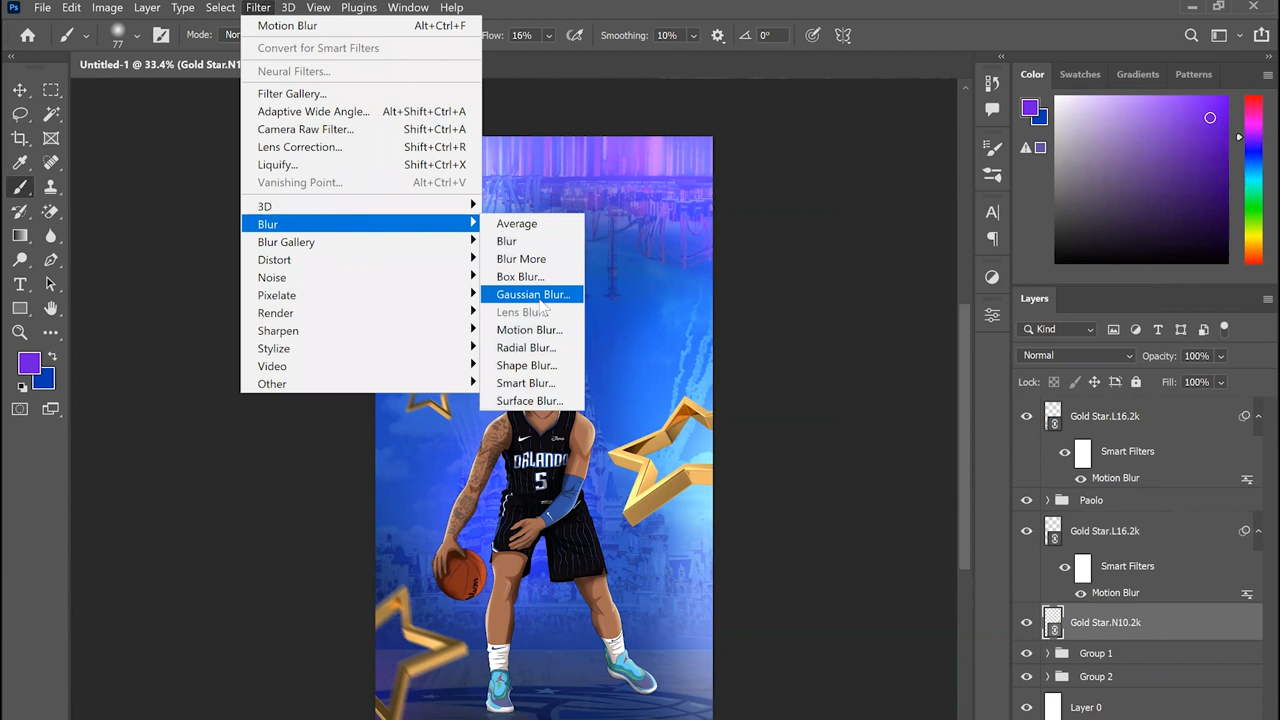 Ps File Edit Image Layer Type Select Filter 3D View Plugins Window Help
77 Mode: Flow: 16% Smoothing: 10% 0°
Untitled-1 @ 33.4% (Gold Star.N1
Motion Blur Alt+Ctrl+F
Convert for Smart Filters
Neural Filters...
Filter Gallery...
Adaptive Wide Angle... Alt+Shift+Ctrl+A
Camera Raw Filter... Shift+Ctrl+A
Lens Correction... Shift+Ctrl+R
Liquify... Shift+Ctrl+X
Vanishing Point... Alt+Ctrl+V
3D
Blur
Blur Gallery
Distort
Noise
Pixelate
Render
Sharpen
Stylize
Video
Other
Average
Blur
Blur More
Box Blur...
Gaussian Blur...
Lens Blur...
Motion Blur...
Radial Blur...
Shape Blur...
Smart Blur...
Surface Blur...
Disney
ORLANDO
5
Color Swatches Gradients Patterns
Layers
Kind
Normal Opacity: 100%
Lock: Fill: 100%
Gold Star.L16.2k
Smart Filters
Motion Blur
Paolo
Gold Star.L16.2k
Smart Filters
Motion Blur
Gold Star.N10.2k
Group 1
Group 2
Layer 0